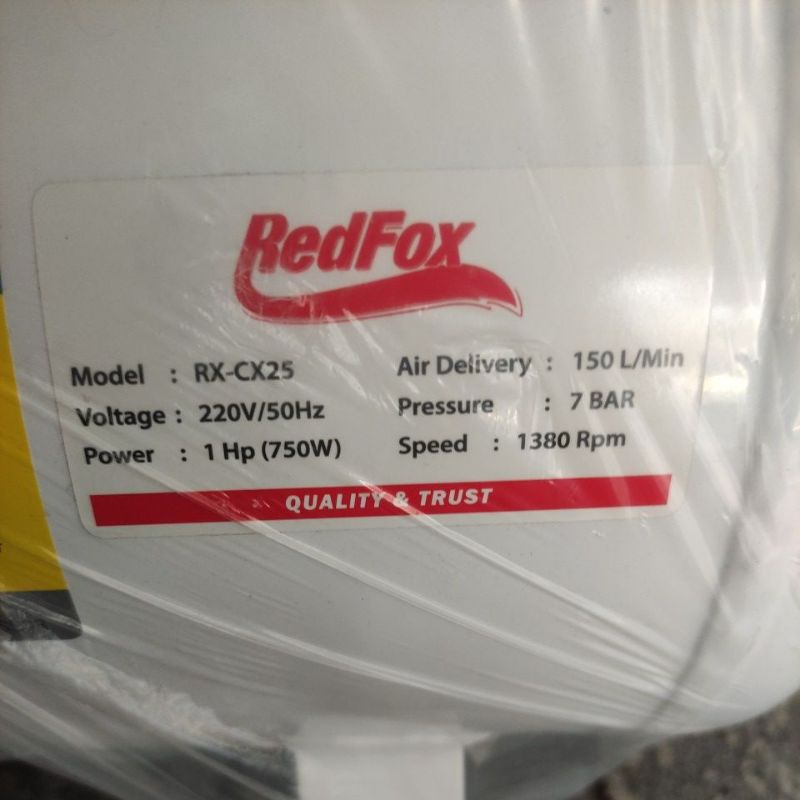 RedFox
Model : RX-CX25
Voltage : 220V/50Hz
Power : 1 Hp (750W)
Air Delivery : 150 L/Min
Pressure : 7 BAR
Speed : 1380 Rpm
QUALITY & TRUST